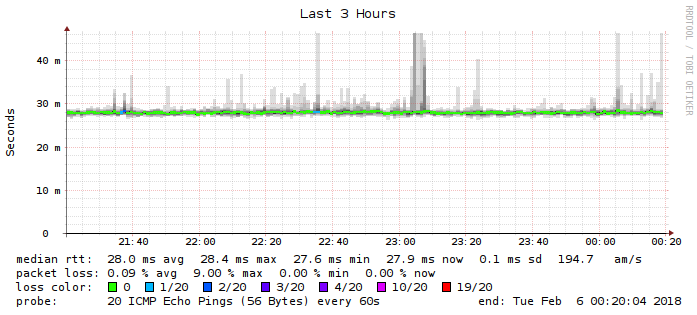 Last 3 Hours
RRDTOOL / TOBI OETIKER
Seconds
40 m
30 m
20 m
10 m
0
21:40 22:00 22:20 22:40 23:00 23:20 23:40 00:00 00:20
median rtt: 28.0 ms avg 28.4 ms max 27.6 ms min 27.9 ms now 0.1 ms sd 194.7 am/s
packet loss: 0.09 % avg 9.00 % max 0.00 % min 0.00 % now
loss color: 0 1/20 2/20 3/20 4/20 10/20 19/20
probe: 20 ICMP Echo Pings (56 Bytes) every 60s end: Tue Feb 6 00:20:04 2018